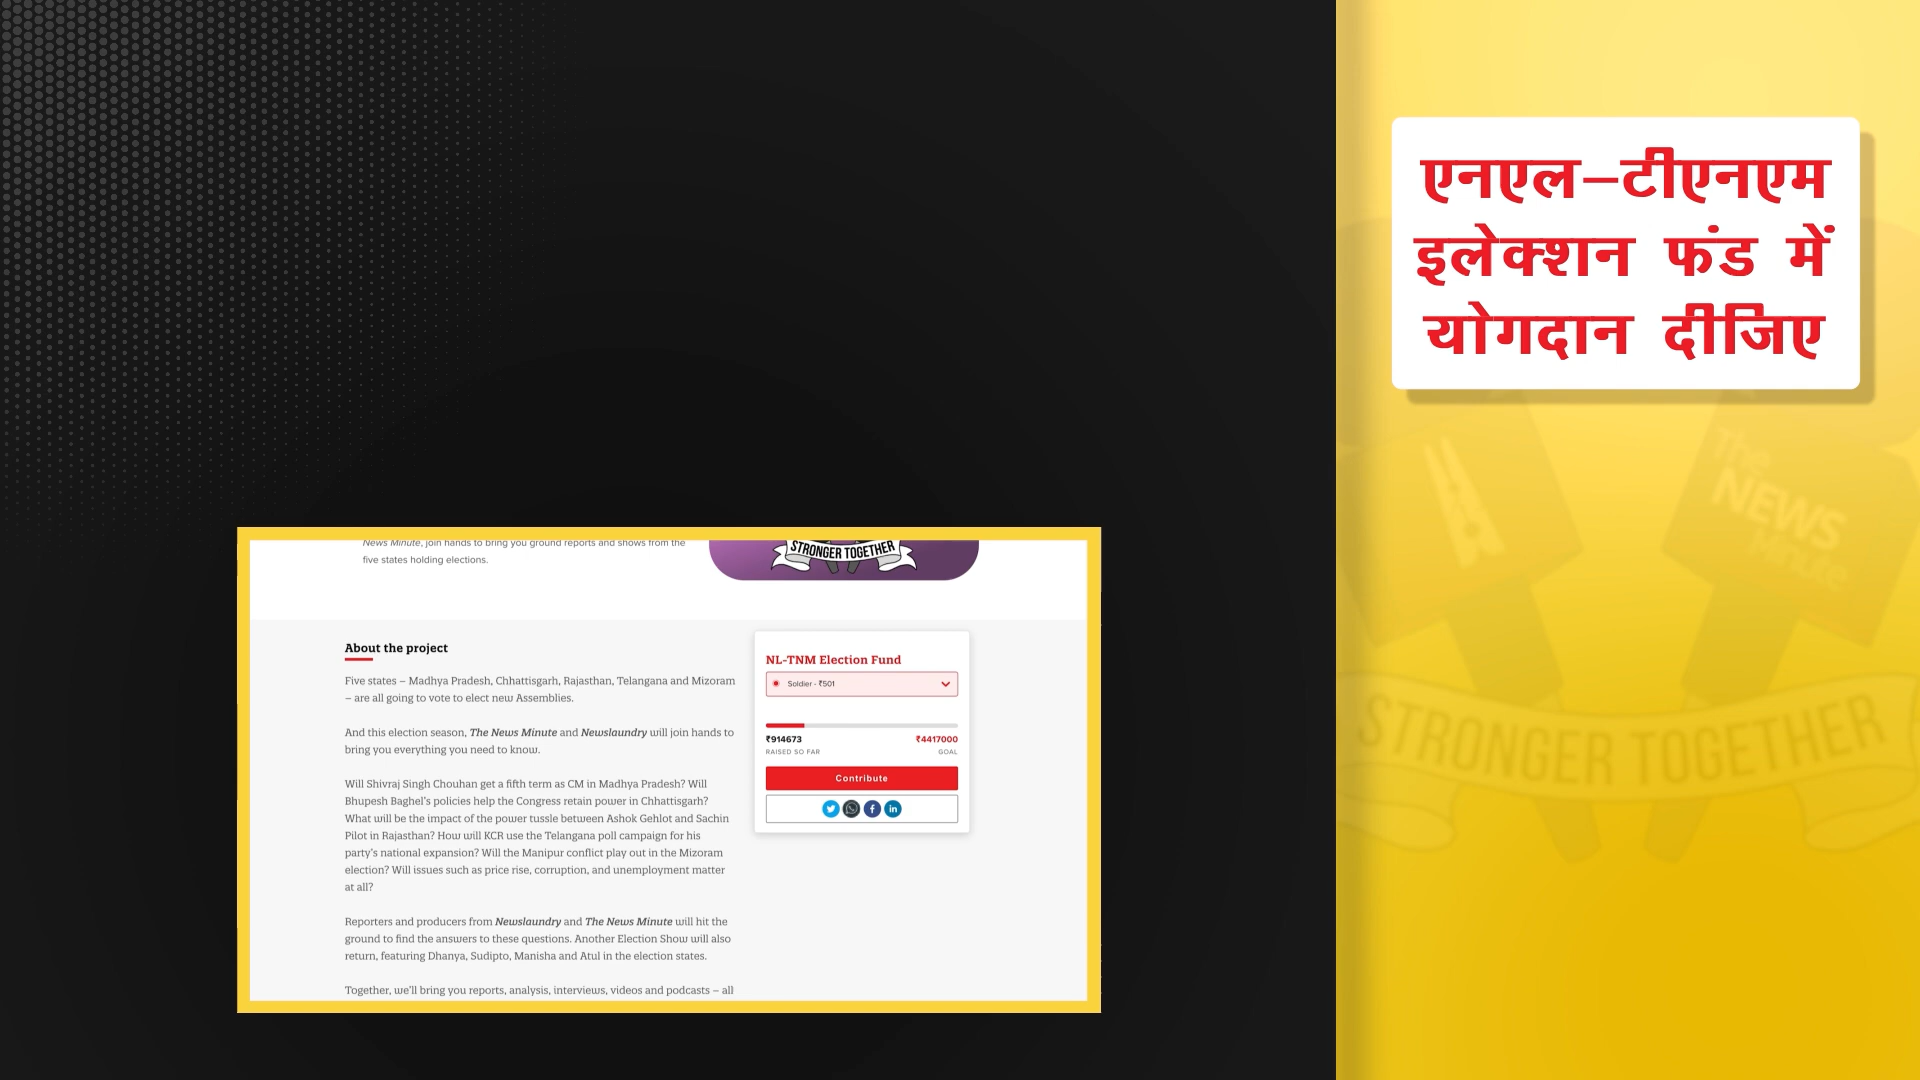 एनएल–टीएनएम
इलेक्शन फंड में
योगदान दीजिए
News Minute, join hands to bring you ground reports and shows from the
five states holding elections.
STRONGER TOGETHER
About the project
Five states – Madhya Pradesh, Chhattisgarh, Rajasthan, Telangana and Mizoram
– are all going to vote to elect new Assemblies.
And this election season, The News Minute and Newslaundry will join hands to
bring you everything you need to know.
Will Shivraj Singh Chouhan get a fifth term as CM in Madhya Pradesh? Will
Bhupesh Baghel's policies help the Congress retain power in Chhattisgarh?
What will be the impact of the power tussle between Ashok Gehlot and Sachin
Pilot in Rajasthan? How will KCR use the Telangana poll campaign for his
party's national expansion? Will the Manipur conflict play out in the Mizoram
election? Will issues such as price rise, corruption, and unemployment matter
at all?
Reporters and producers from Newslaundry and The News Minute will hit the
ground to find the answers to these questions. Another Election Show will also
return, featuring Dhanya, Sudipto, Manisha and Atul in the election states.
Together, we'll bring you reports, analysis, interviews, videos and podcasts – all
NL-TNM Election Fund
Soldier - ₹501
₹914673 ₹4417000
RAISED SO FAR GOAL
Contribute
The
NEWS
Minute
STRONGER TOGETHER